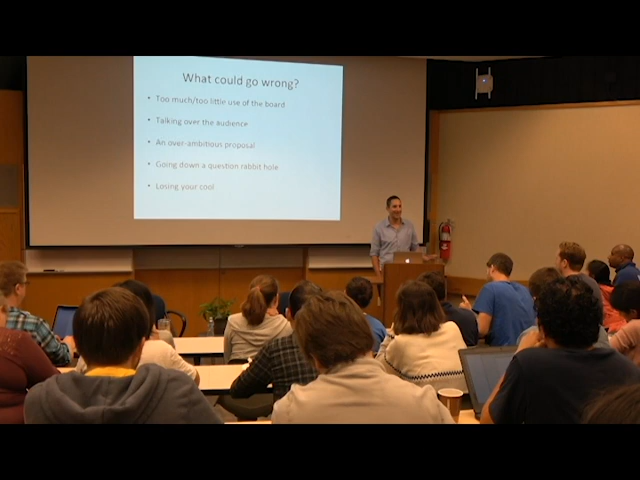 What could go wrong?
• Too much/too little use of the board
• Talking over the audience
• An over-ambitious proposal
• Going down a question rabbit hole
• Losing your cool